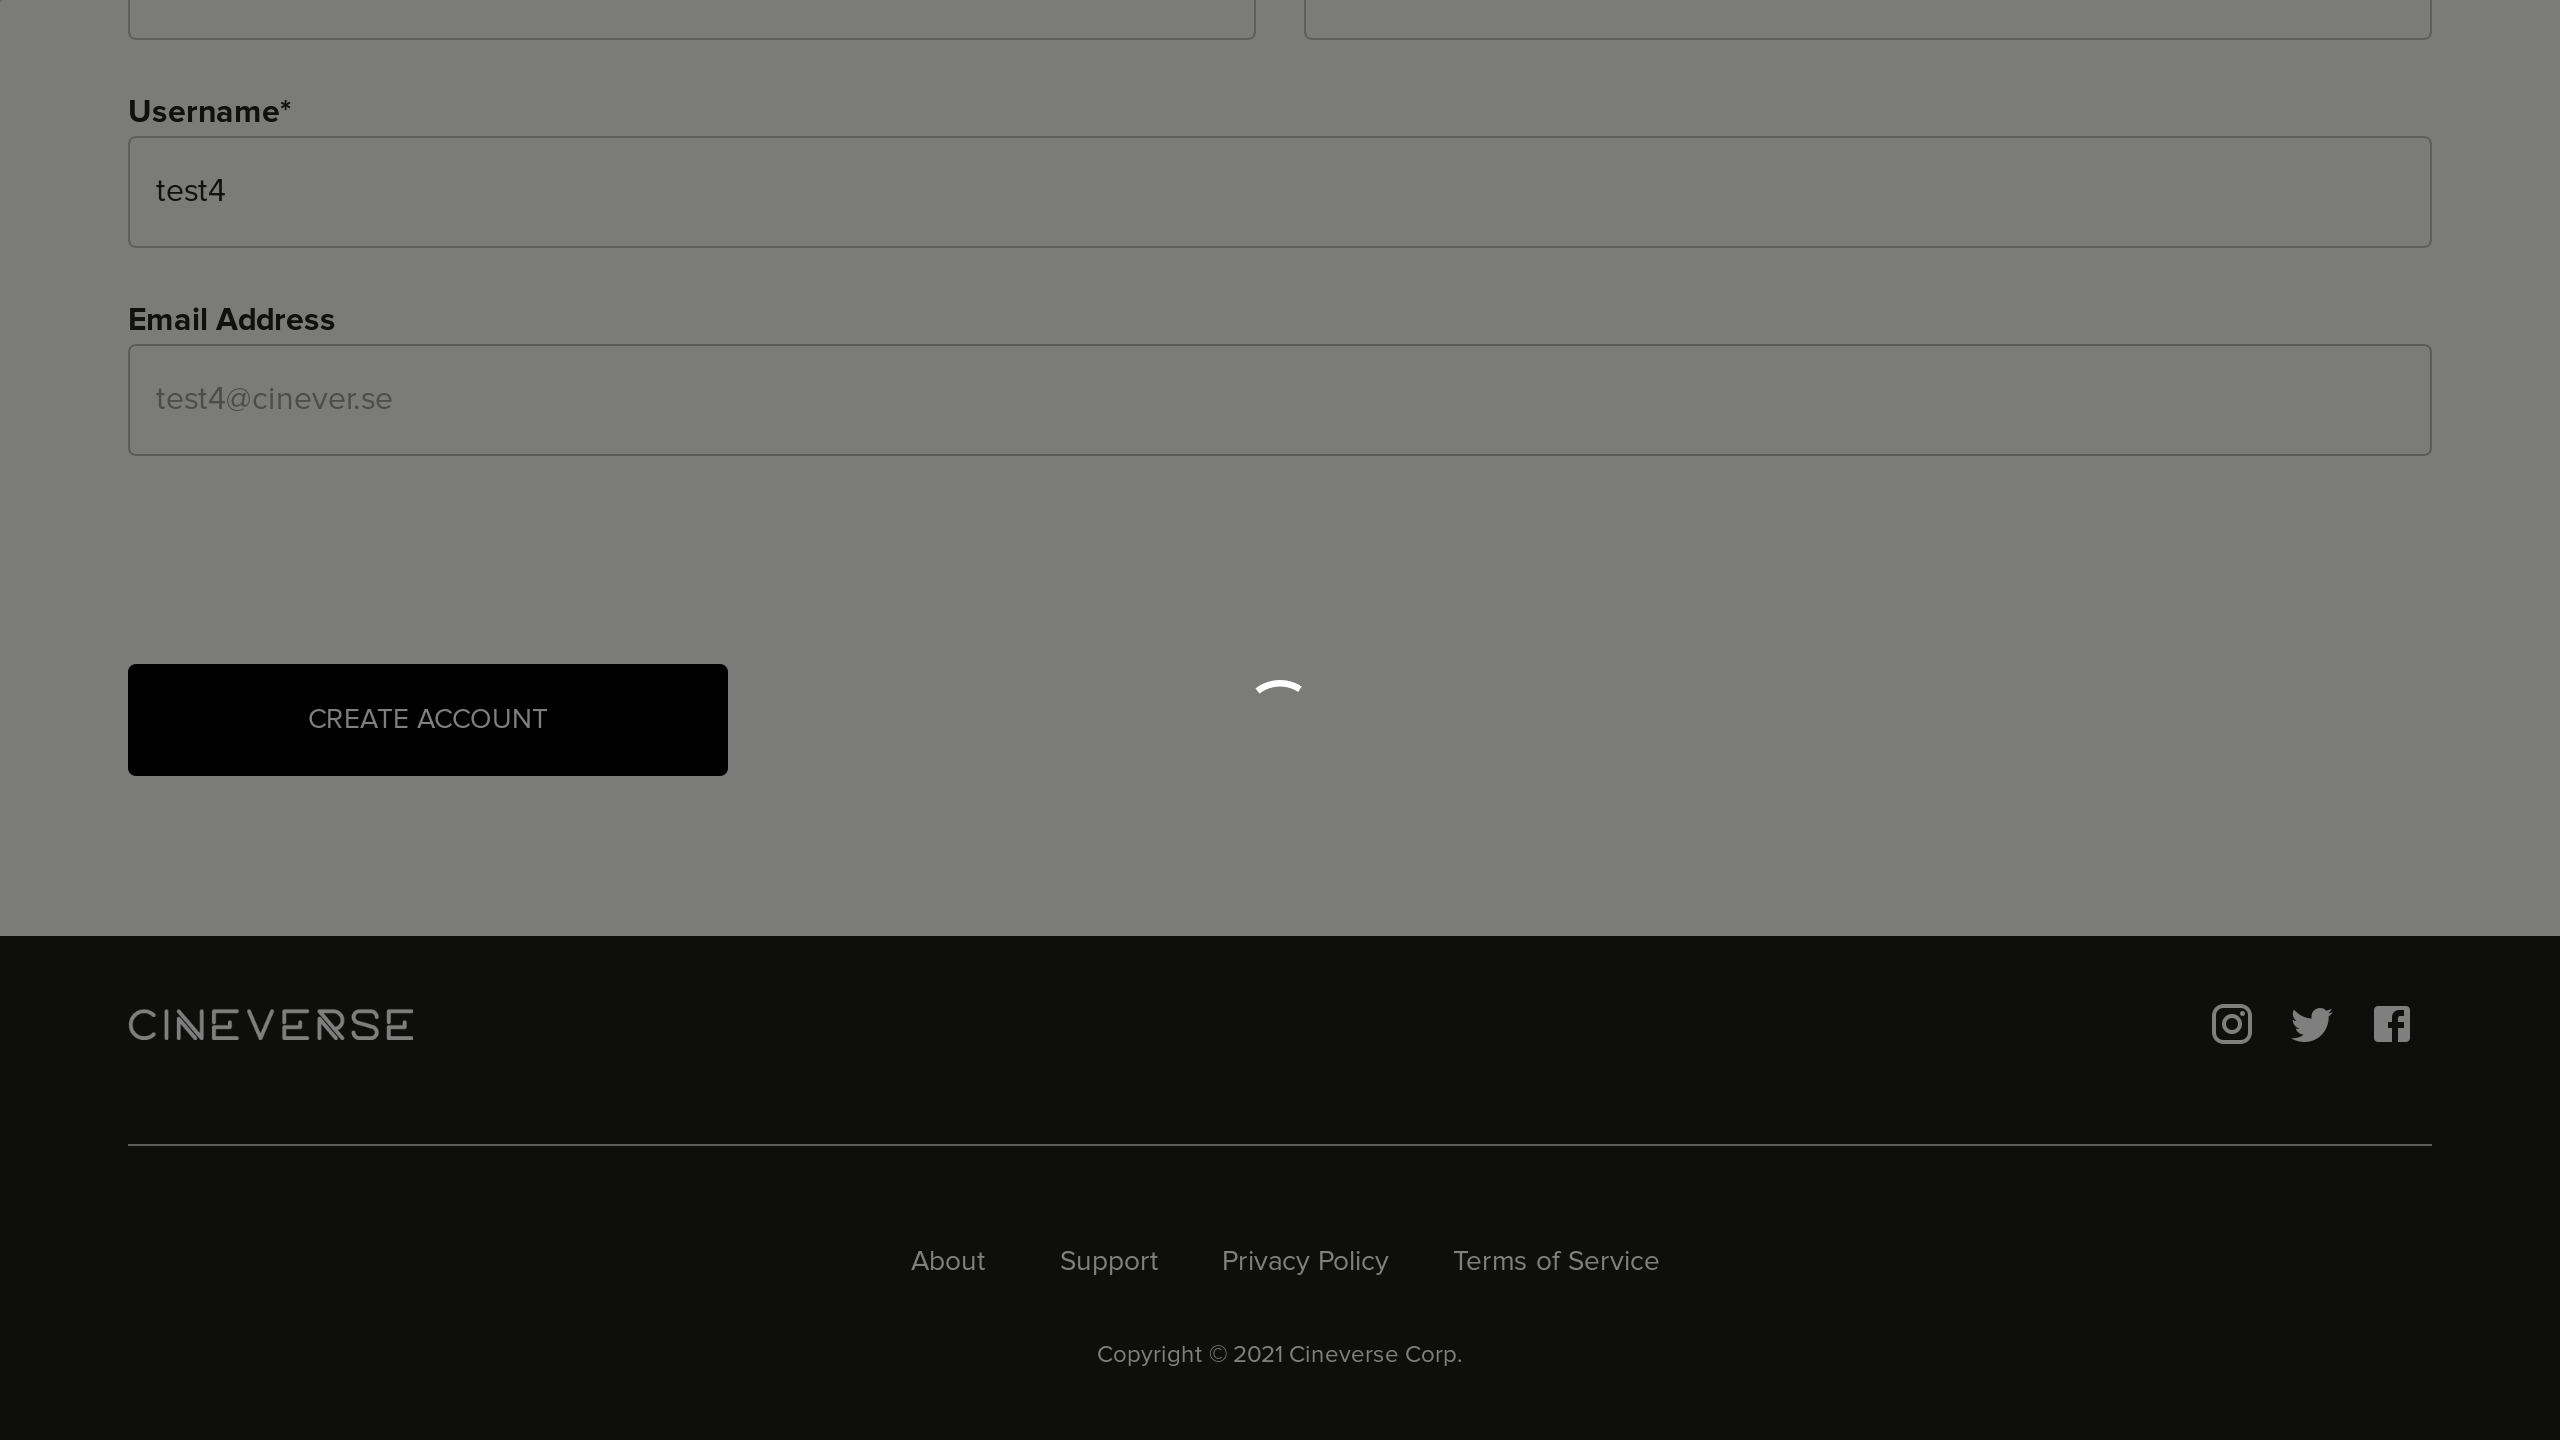 Username*
test4
Email Address
test4@cinever.se
CREATE ACCOUNT
CINEVERSE
About Support Privacy Policy Terms of Service
Copyright © 2021 Cineverse Corp.